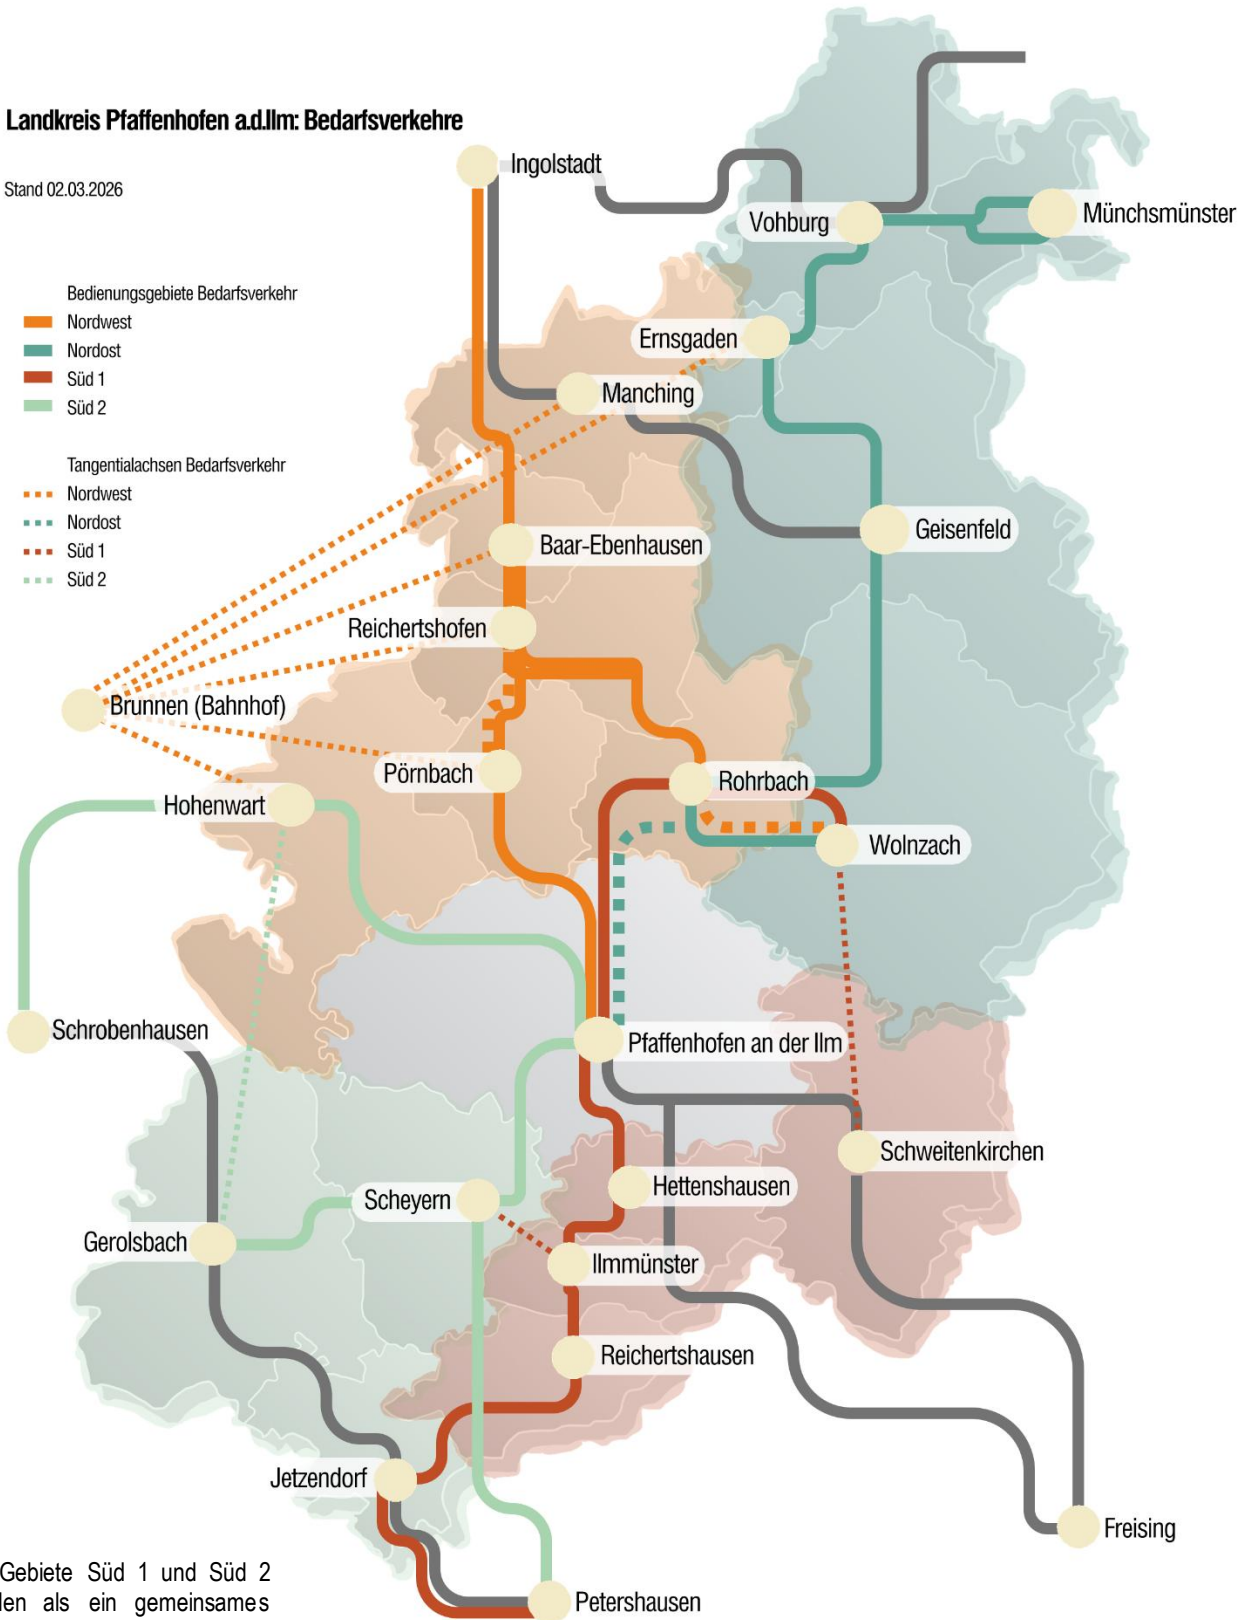 Landkreis Pfaffenhofen a.d.Ilm: Bedarfsverkehre
Stand 02.03.2026
Bedienungsgebiete Bedarfsverkehr
Nordwest
Nordost
Süd 1
Süd 2
Tangentialachsen Bedarfsverkehr
Nordwest
Nordost
Süd 1
Süd 2
Ingolstadt
Vohburg
Münchsmünster
Ernsgaden
Manching
Geisenfeld
Baar-Ebenhausen
Reichertshofen
Brunnen (Bahnhof)
Pörnbach
Rohrbach
Hohenwart
Wolnzach
Schrobenhausen
Pfaffenhofen an der Ilm
Schweitenkirchen
Hettenshausen
Scheyern
Gerolsbach
Ilmmünster
Reichertshausen
Jetzendorf
Freising
Petershausen
Gebiete Süd 1 und Süd 2
als ein gemeinsames